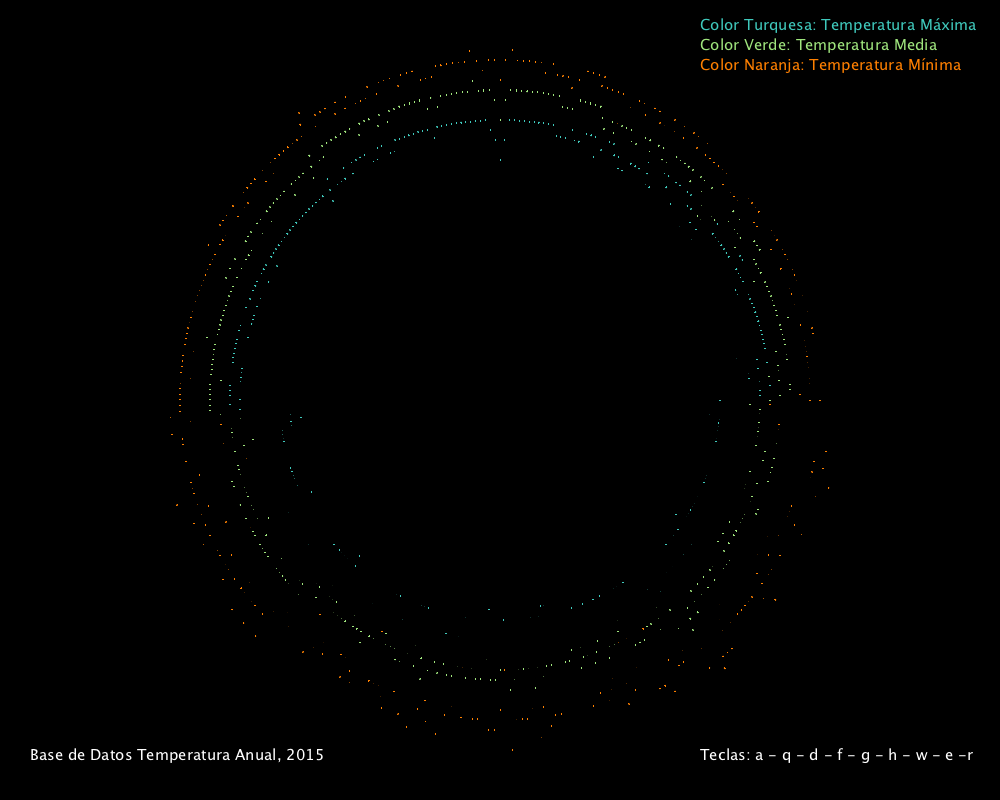 Color Turquesa: Temperatura Máxima
Color Verde: Temperatura Media
Color Naranja: Temperatura Mínima
Base de Datos Temperatura Anual, 2015
Teclas: a - q - d - f - g - h - w - e -r